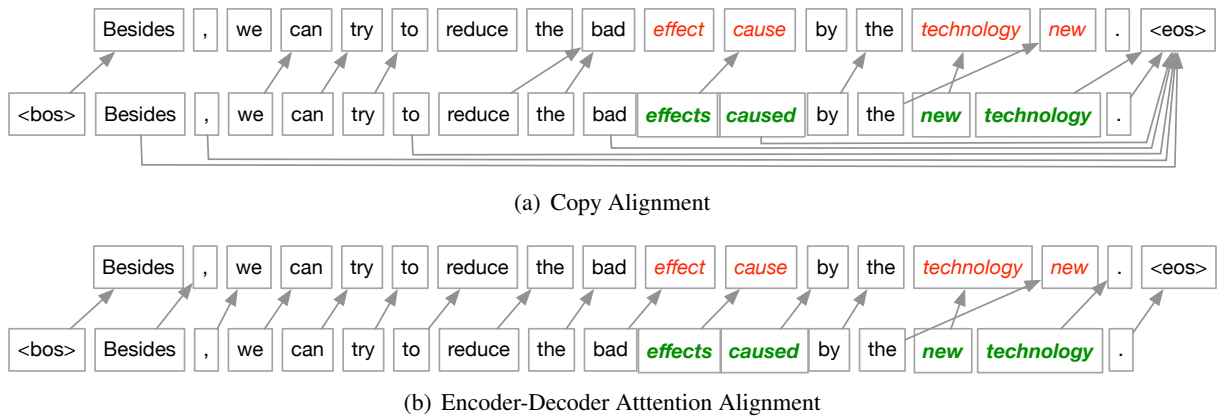 Besides , we can try to reduce the bad effect cause by the technology new . <eos>
<bos> Besides , we can try to reduce the bad effects caused by the new technology .
(a) Copy Alignment
Besides , we can try to reduce the bad effect cause by the technology new . <eos>
<bos> Besides , we can try to reduce the bad effects caused by the new technology .
(b) Encoder-Decoder Atttention Alignment